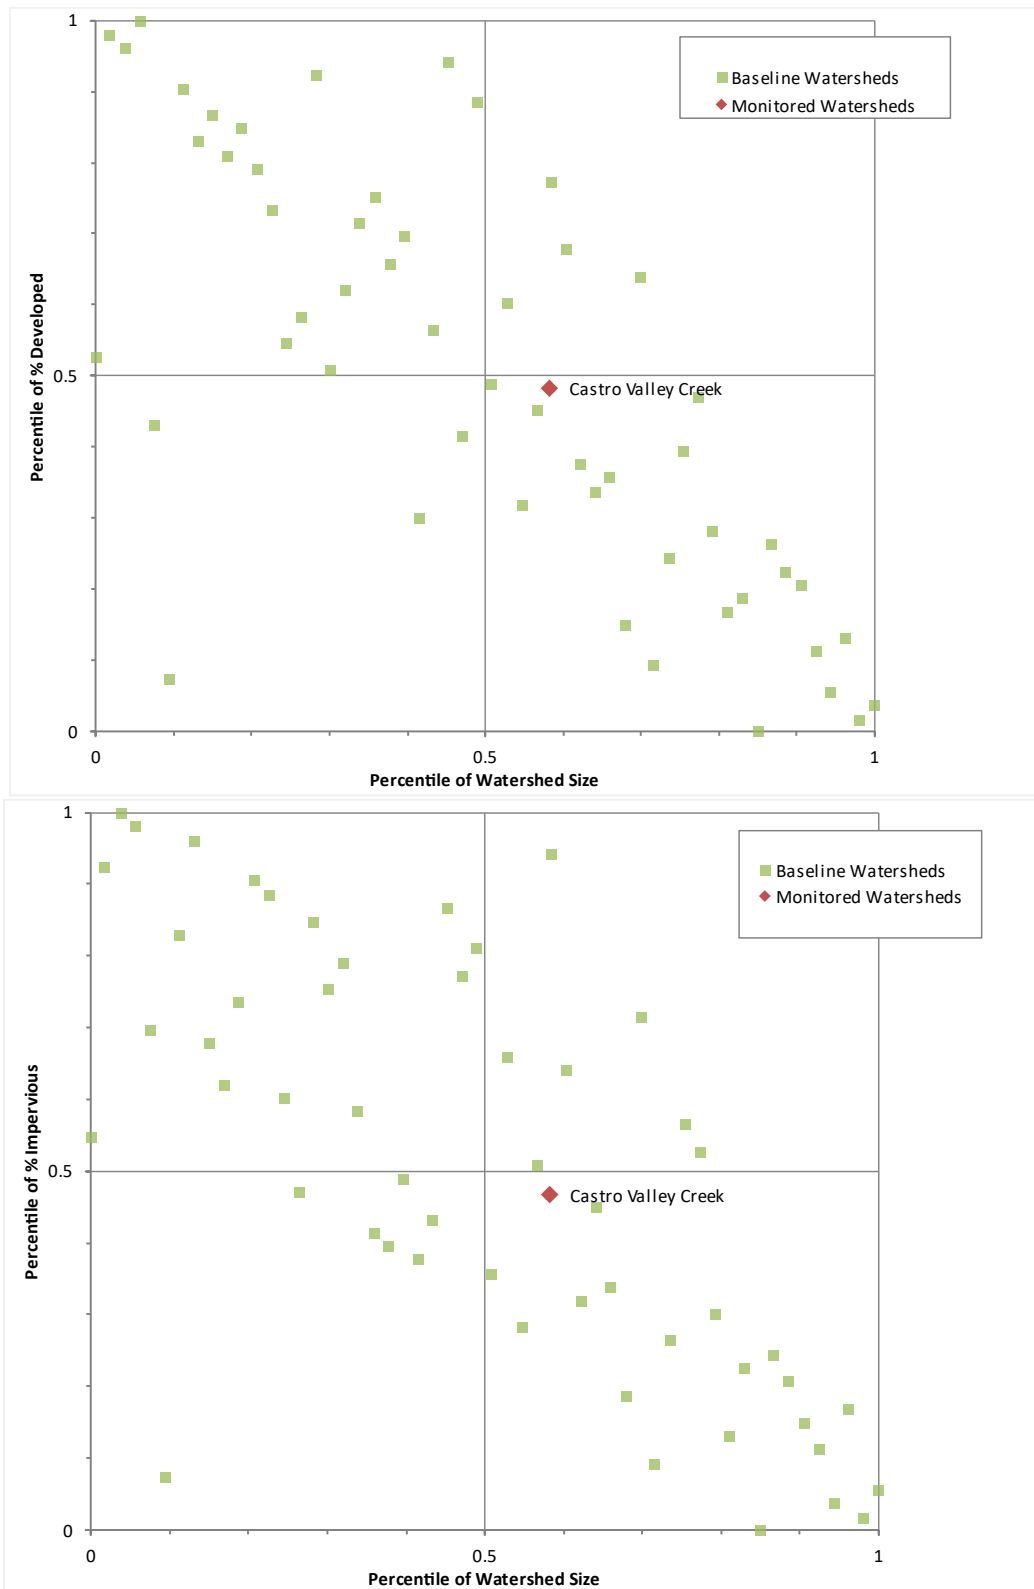 1
Baseline Watersheds
Monitored Watersheds
Percentile of % Developed
0.5
Castro Valley Creek
0
0
0.5
1
Percentile of Watershed Size
1
Baseline Watersheds
Monitored Watersheds
Percentile of % Impervious
0.5
Castro Valley Creek
0
0
0.5
1
Percentile of Watershed Size